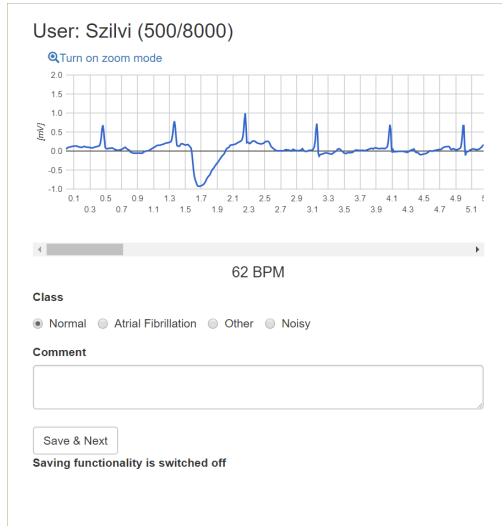 User: Szilvi (500/8000)
Turn on zoom mode
2.0
1.5
1.0
0.5
0.0
-0.5
-1.0
[mV]
0.1 0.5 0.9 1.3 1.7 2.1 2.5 2.9 3.3 3.7 4.1 4.5 4.9 5
0.3 0.7 1.1 1.5 1.9 2.3 2.7 3.1 3.5 3.9 4.3 4.7 5.1
62 BPM
Class
Normal Atrial Fibrillation Other Noisy
Comment
Save & Next
Saving functionality is switched off